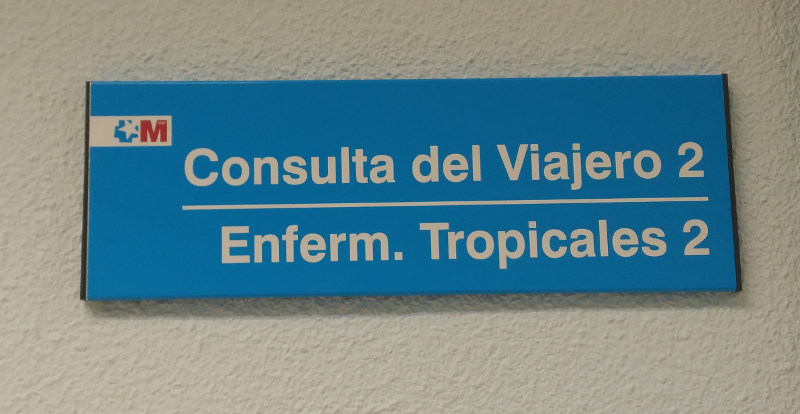 M
Consulta del Viajero 2
Enferm. Tropicales 2